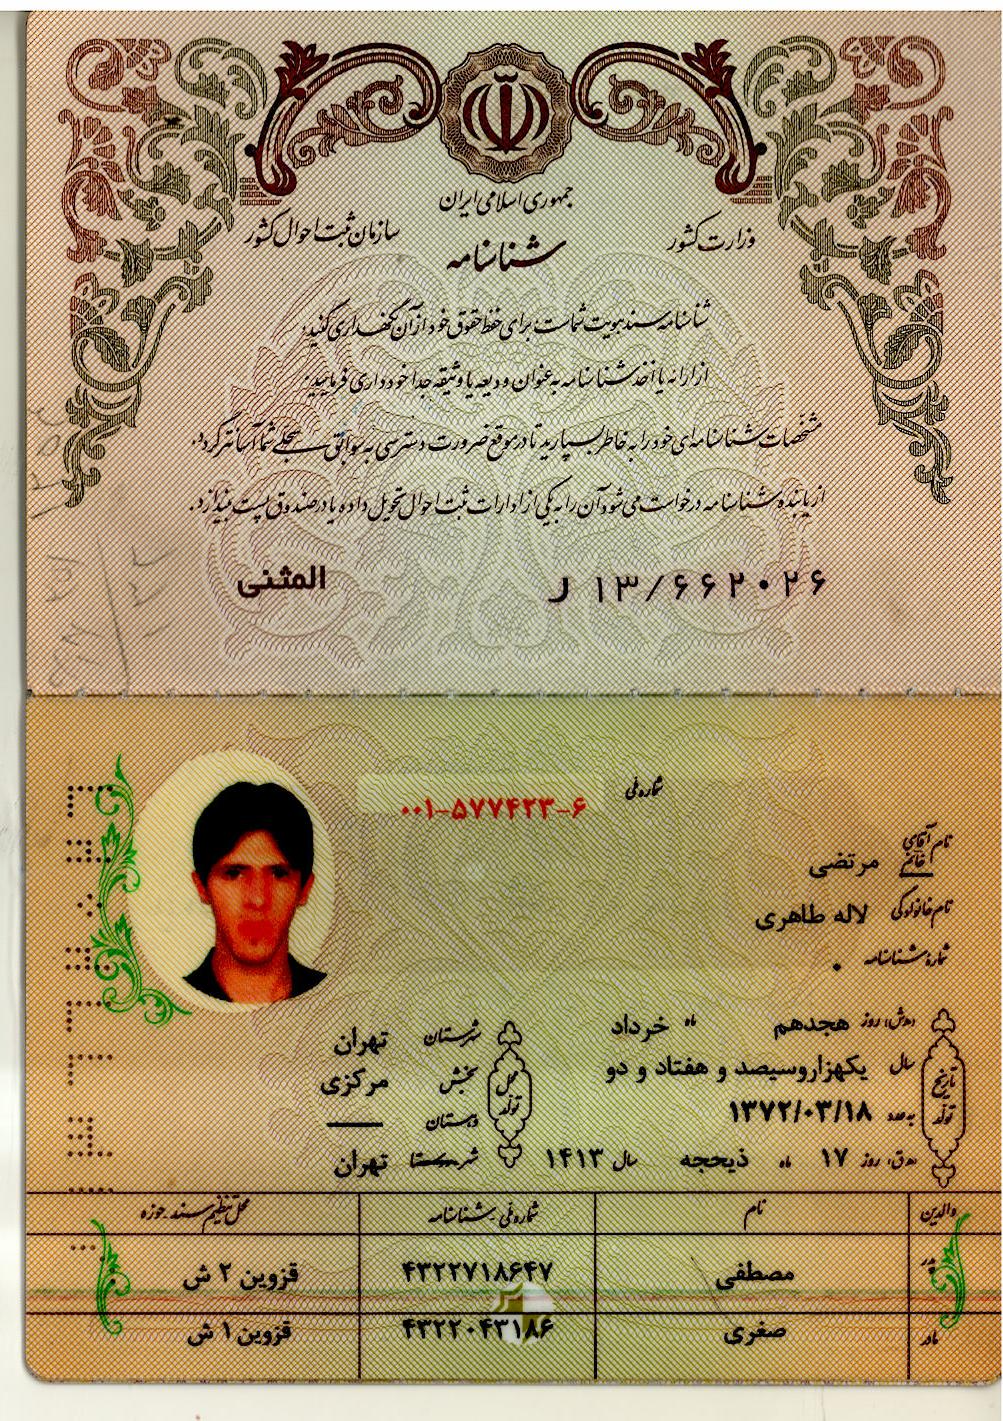 جمهوری اسلامی ایران
وزارت کشور
سازمان ثبت احوال کشور
شناسنامه
شناسنامه سند هویت شماست برای حفظ حقوق خود از آن نگهداری کنید.
از ارائه یا اخذ شناسنامه به عنوان ودیعه یا وثیقه جدا خودداری فرمایید.
مشخصات شناسنامه‌ای خود را به خاطر بسپارید تا در موقع ضرورت دسترسی به سوابق سجلی شما آسانتر گردد.
از یابنده شناسنامه درخواست می شود آن را به یکی از ادارات ثبت احوال تحویل داده یا در صندوق پست بیندازد.
المثنی
ل ۱۳/۶۶۲۰۲۶
شماره ملی ۰۰۱-۵۷۷۴۲۳-۶
نام آقای خانم مرتضی
نام خانوادگی لاله طاهری
شماره شناسنامه ۰
تاریخ تولد
(ه.ش) روز هجدهم ماه خرداد
سال یکهزاروسیصد و هفتاد و دو
به عدد ۱۳۷۲/۰۳/۱۸
(ه.ق) روز ۱۷ ماه ذیحجه سال ۱۴۱۳
محل تولد
شهرستان تهران
بخش مرکزی
دهستان ——
شهر تهران
والدین نام شماره ملی-شناسنامه محل تنظیم سند-حوزه
پدر مصطفی ۴۳۲۲۷۱۸۶۴۷ قزوین ۲ ش
مادر صغری ۴۳۲۲۰۴۳۱۸۶ قزوین ۱ ش